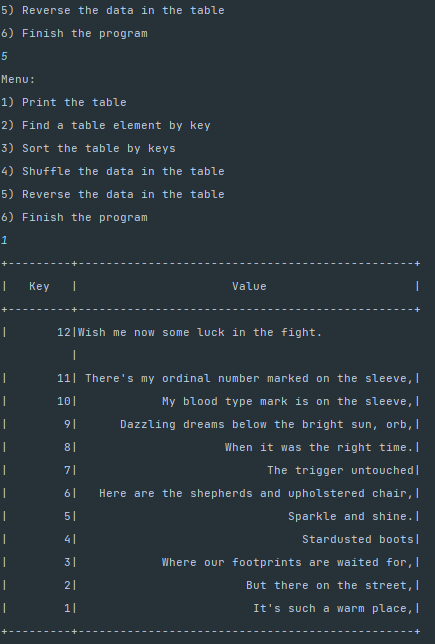 5) Reverse the data in the table
6) Finish the program
5
Menu:
1) Print the table
2) Find a table element by key
3) Sort the table by keys
4) Shuffle the data in the table
5) Reverse the data in the table
6) Finish the program
1
+---------+------------------------------------------------+
|   Key   |                      Value                     |
+---------+------------------------------------------------+
|       12|Wish me now some luck in the fight.
          |
|       11| There's my ordinal number marked on the sleeve,|
|       10|            My blood type mark is on the sleeve,|
|        9|      Dazzling dreams below the bright sun, orb,|
|        8|                     When it was the right time.|
|        7|                           The trigger untouched|
|        6|   Here are the shepherds and upholstered chair,|
|        5|                              Sparkle and shine.|
|        4|                                Stardusted boots|
|        3|            Where our footprints are waited for,|
|        2|                        But there on the street,|
|        1|                         It's such a warm place,|
+---------+------------------------------------------------+